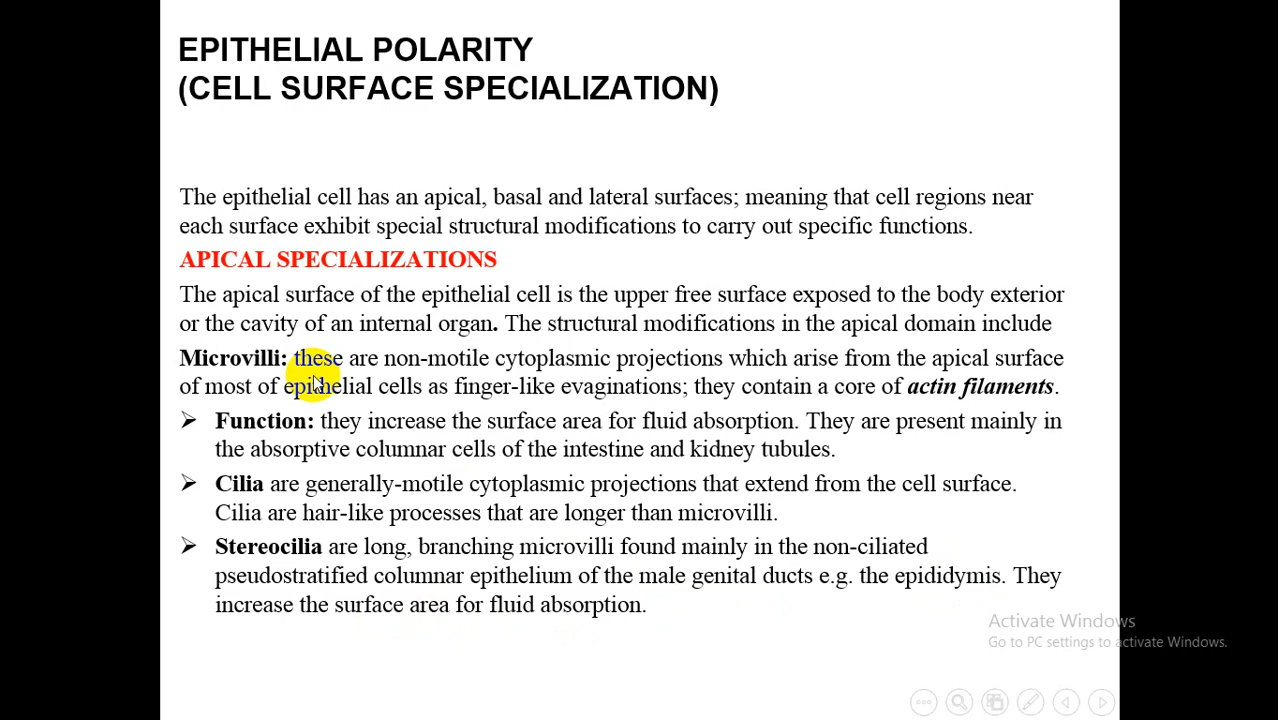 EPITHELIAL POLARITY
(CELL SURFACE SPECIALIZATION)
The epithelial cell has an apical, basal and lateral surfaces; meaning that cell regions near
each surface exhibit special structural modifications to carry out specific functions.
APICAL SPECIALIZATIONS
The apical surface of the epithelial cell is the upper free surface exposed to the body exterior
or the cavity of an internal organ. The structural modifications in the apical domain include
Microvilli: these are non-motile cytoplasmic projections which arise from the apical surface
of most of epithelial cells as finger-like evaginations; they contain a core of actin filaments.
➢ Function: they increase the surface area for fluid absorption. They are present mainly in
the absorptive columnar cells of the intestine and kidney tubules.
➢ Cilia are generally-motile cytoplasmic projections that extend from the cell surface.
Cilia are hair-like processes that are longer than microvilli.
➢ Stereocilia are long, branching microvilli found mainly in the non-ciliated
pseudostratified columnar epithelium of the male genital ducts e.g. the epididymis. They
increase the surface area for fluid absorption.
Activate Windows
Go to PC settings to activate Windows.